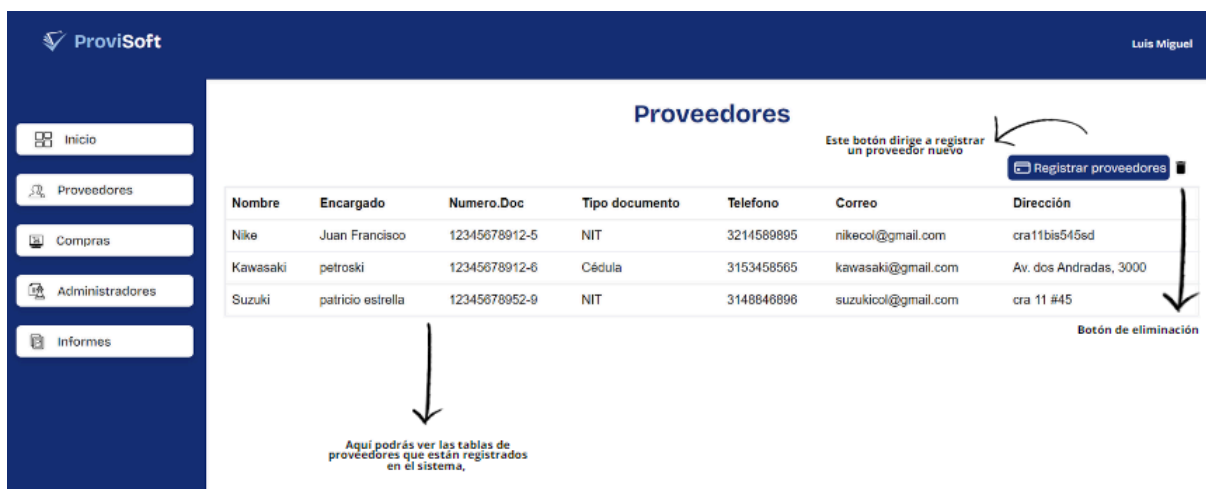 ProviSoft
Luis Miguel
Inicio
Proveedores
Compras
Administradores
Informes
Proveedores
Este botón dirige a registrar
un proveedor nuevo
Registrar proveedores
Nombre Encargado Numero.Doc Tipo documento Telefono Correo Dirección
Nike Juan Francisco 12345678912-5 NIT 3214589895 nikecol@gmail.com cra11bis545sd
Kawasaki petroski 12345678912-6 Cédula 3153458565 kawasaki@gmail.com Av. dos Andradas, 3000
Suzuki patricio estrella 12345678952-9 NIT 3148846896 suzukicol@gmail.com cra 11 #45
Botón de eliminación
Aquí podrás ver las tablas de
proveedores que están registrados
en el sistema,